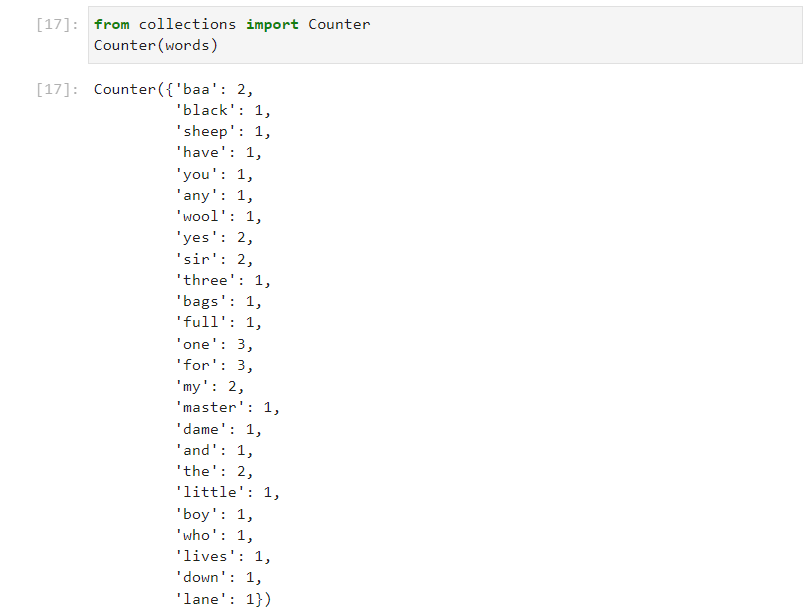 [17]: from collections import Counter
Counter(words)
[17]: Counter({'baa': 2,
'black': 1,
'sheep': 1,
'have': 1,
'you': 1,
'any': 1,
'wool': 1,
'yes': 2,
'sir': 2,
'three': 1,
'bags': 1,
'full': 1,
'one': 3,
'for': 3,
'my': 2,
'master': 1,
'dame': 1,
'and': 1,
'the': 2,
'little': 1,
'boy': 1,
'who': 1,
'lives': 1,
'down': 1,
'lane': 1})